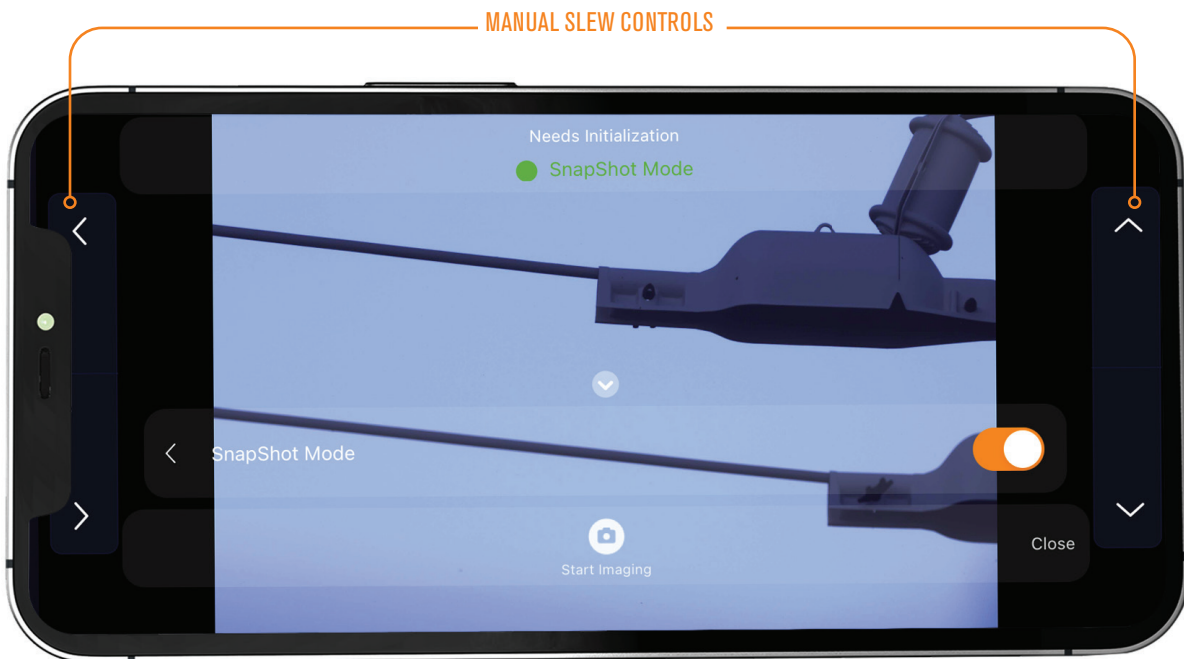 MANUAL SLEW CONTROLS
Needs Initialization
SnapShot Mode
SnapShot Mode
Start Imaging
Close